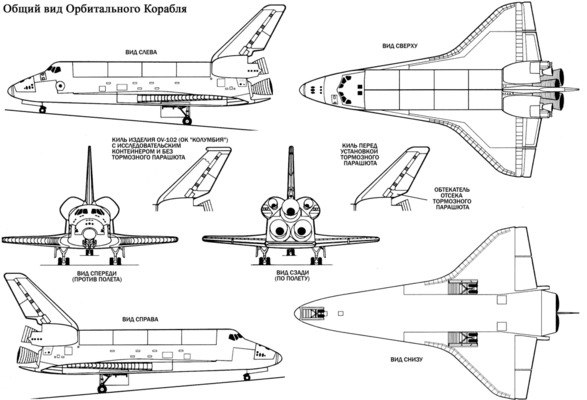 Общий вид Орбитального Корабля
ВИД СЛЕВА
ВИД СВЕРХУ
КИЛЬ ИЗДЕЛИЯ OV-102 (ОК "КОЛУМБИЯ")
С ИССЛЕДОВАТЕЛЬСКИМ
КОНТЕЙНЕРОМ И БЕЗ
ТОРМОЗНОГО ПАРАШЮТА
КИЛЬ ПЕРЕД
УСТАНОВКОЙ
ТОРМОЗНОГО
ПАРАШЮТА
ОБТЕКАТЕЛЬ
ОТСЕКА
ТОРМОЗНОГО
ПАРАШЮТА
ВИД СПЕРЕДИ
(ПРОТИВ ПОЛЕТА)
ВИД СЗАДИ
(ПО ПОЛЕТУ)
ВИД СПРАВА
ВИД СНИЗУ